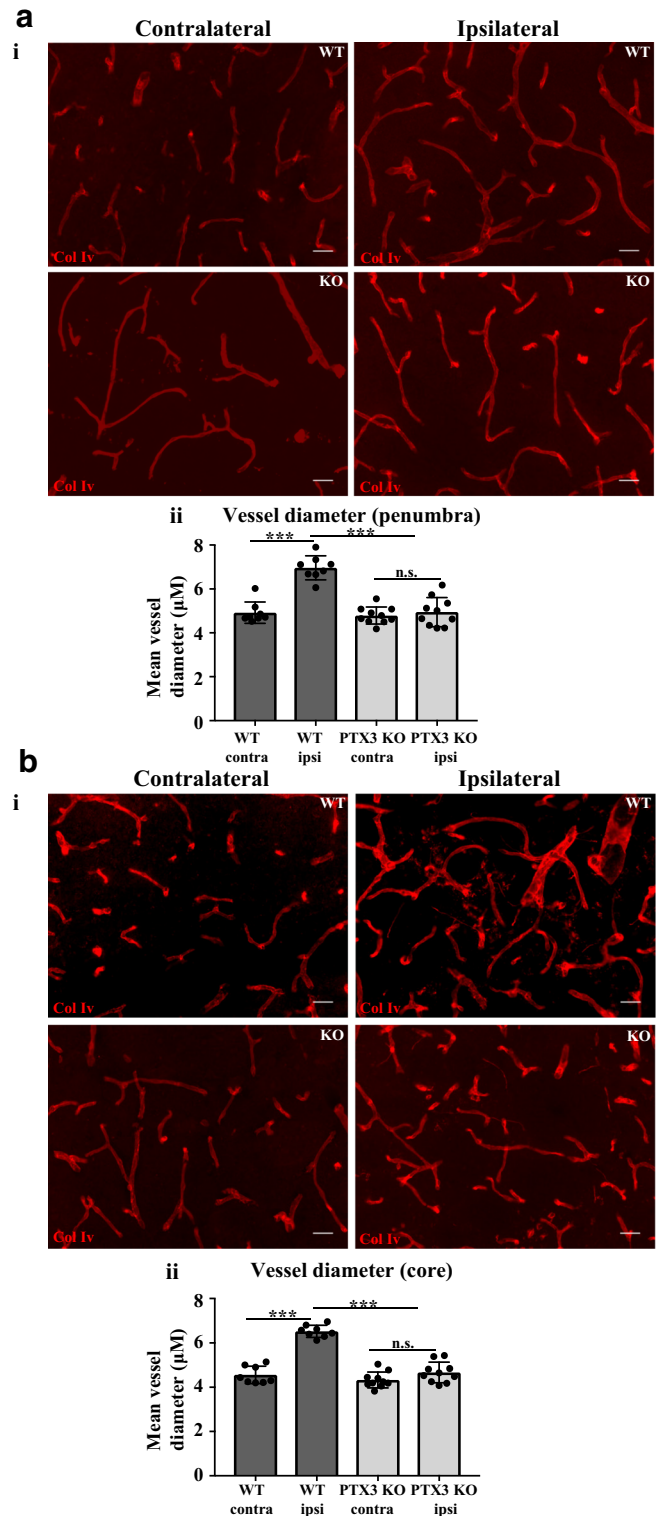 a
Contralateral
Ipsilateral
i
WT
WT
Col Iv
Col Iv
KO
KO
Col Iv
Col Iv
ii
Vessel diameter (penumbra)
***
***
n.s.
8
6
4
2
0
Mean vessel
diameter (μM)
WT
contra
WT
ipsi
PTX3 KO
contra
PTX3 KO
ipsi
b
Contralateral
Ipsilateral
i
WT
WT
Col Iv
Col Iv
KO
KO
Col Iv
Col Iv
ii
Vessel diameter (core)
***
***
n.s.
8
6
4
2
0
Mean vessel
diameter (μM)
WT
contra
WT
ipsi
PTX3 KO
contra
PTX3 KO
ipsi